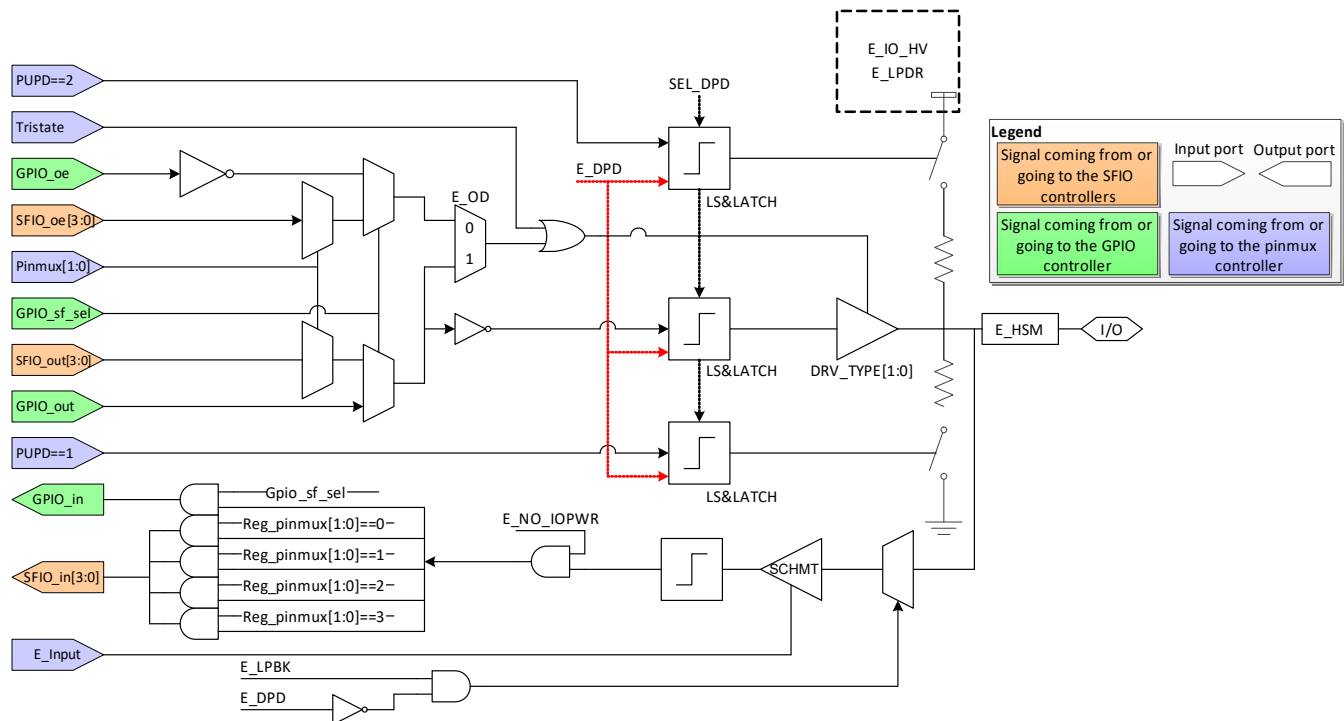 E_IO_HV
E_LPDR
PUPD==2
SEL_DPD
Tristate
Legend
Signal coming from or
going to the SFIO
controllers
Input port
Output port
GPIO_oe
E_DPD
LS&LATCH
E_OD
SFIO_oe[3:0]
0
Signal coming from or
going to the GPIO
controller
Signal coming from or
going to the pinmux
controller
Pinmux[1:0]
1
GPIO_sf_sel
E_HSM
I/O
SFIO_out[3:0]
LS&LATCH
DRV_TYPE[1:0]
GPIO_out
PUPD==1
LS&LATCH
GPIO_in
Gpio_sf_sel
E_NO_IOPWR
Reg_pinmux[1:0]==0
Reg_pinmux[1:0]==1
SFIO_in[3:0]
SCHMT
Reg_pinmux[1:0]==2
Reg_pinmux[1:0]==3
E_Input
E_LPBK
E_DPD